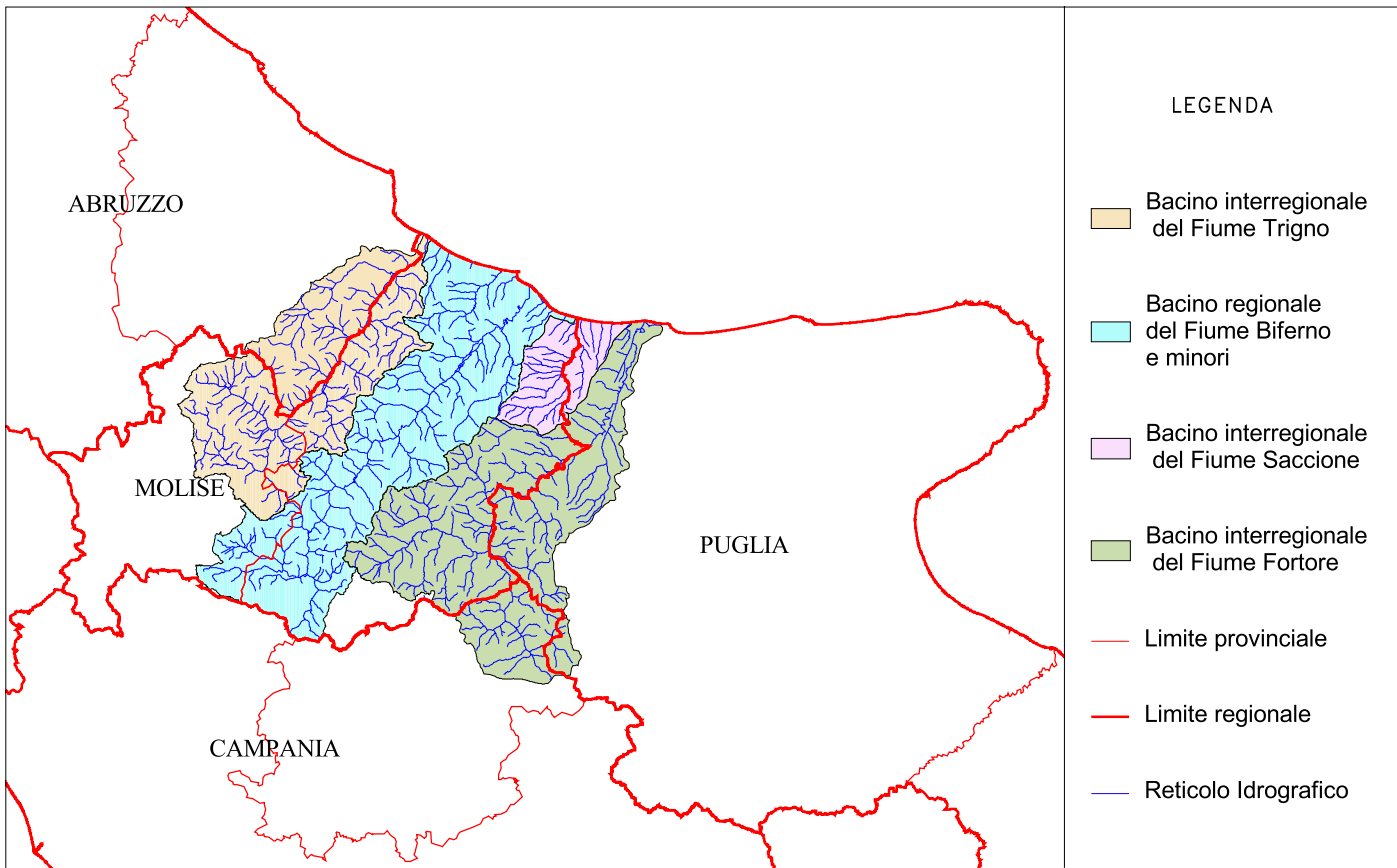 ABRUZZO
MOLISE
PUGLIA
CAMPANIA
LEGENDA
Bacino interregionale
del Fiume Trigno
Bacino regionale
del Fiume Biferno
e minori
Bacino interregionale
del Fiume Saccione
Bacino interregionale
del Fiume Fortore
Limite provinciale
Limite regionale
Reticolo Idrografico